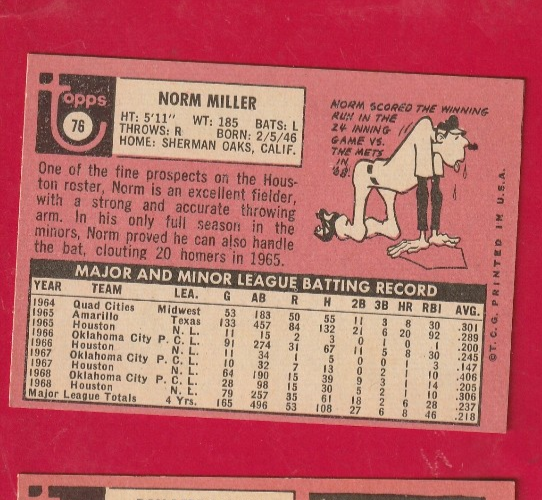 topps
76
NORM MILLER
HT: 5'11" WT: 185 BATS: L
THROWS: R BORN: 2/5/46
HOME: SHERMAN OAKS, CALIF.
One of the fine prospects on the Hous-
ton roster, Norm is an excellent fielder,
with a strong and accurate throwing
arm. In his only full season in the
minors, Norm proved he can also handle
the bat, clouting 20 homers in 1965.
NORM SCORED THE WINNING
RUN IN THE
24 INNING
GAME VS.
THE METS
IN
'68.
MAJOR AND MINOR LEAGUE BATTING RECORD
YEAR TEAM LEA. G AB R H 2B 3B HR RBI AVG.
1964 Quad Cities Midwest 53 183 50 55 11 3 8 30 .301
1965 Amarillo Texas 133 457 84 132 21 6 20 92 .289
1965 Houston N. L. 11 15 2 3 0 1 0 1 .200
1966 Oklahoma City P. C. L. 91 274 31 67 11 5 8 30 .245
1966 Houston N. L. 11 34 1 5 0 0 1 3 .147
1967 Oklahoma City P. C. L. 10 32 7 13 1 10 .406
1967 Houston N. L. 64 190 15 39 9 3 1 14 .205
1968 Oklahoma City P. C. L. 28 98 15 30 5 2 1 10 .306
1968 Houston N. L. 79 257 35 61 18 2 6 28 .237
Major League Totals 4 Yrs. 165 496 53 108 27 6 8 46 .218
© T.C.G. PRINTED IN U.S.A.